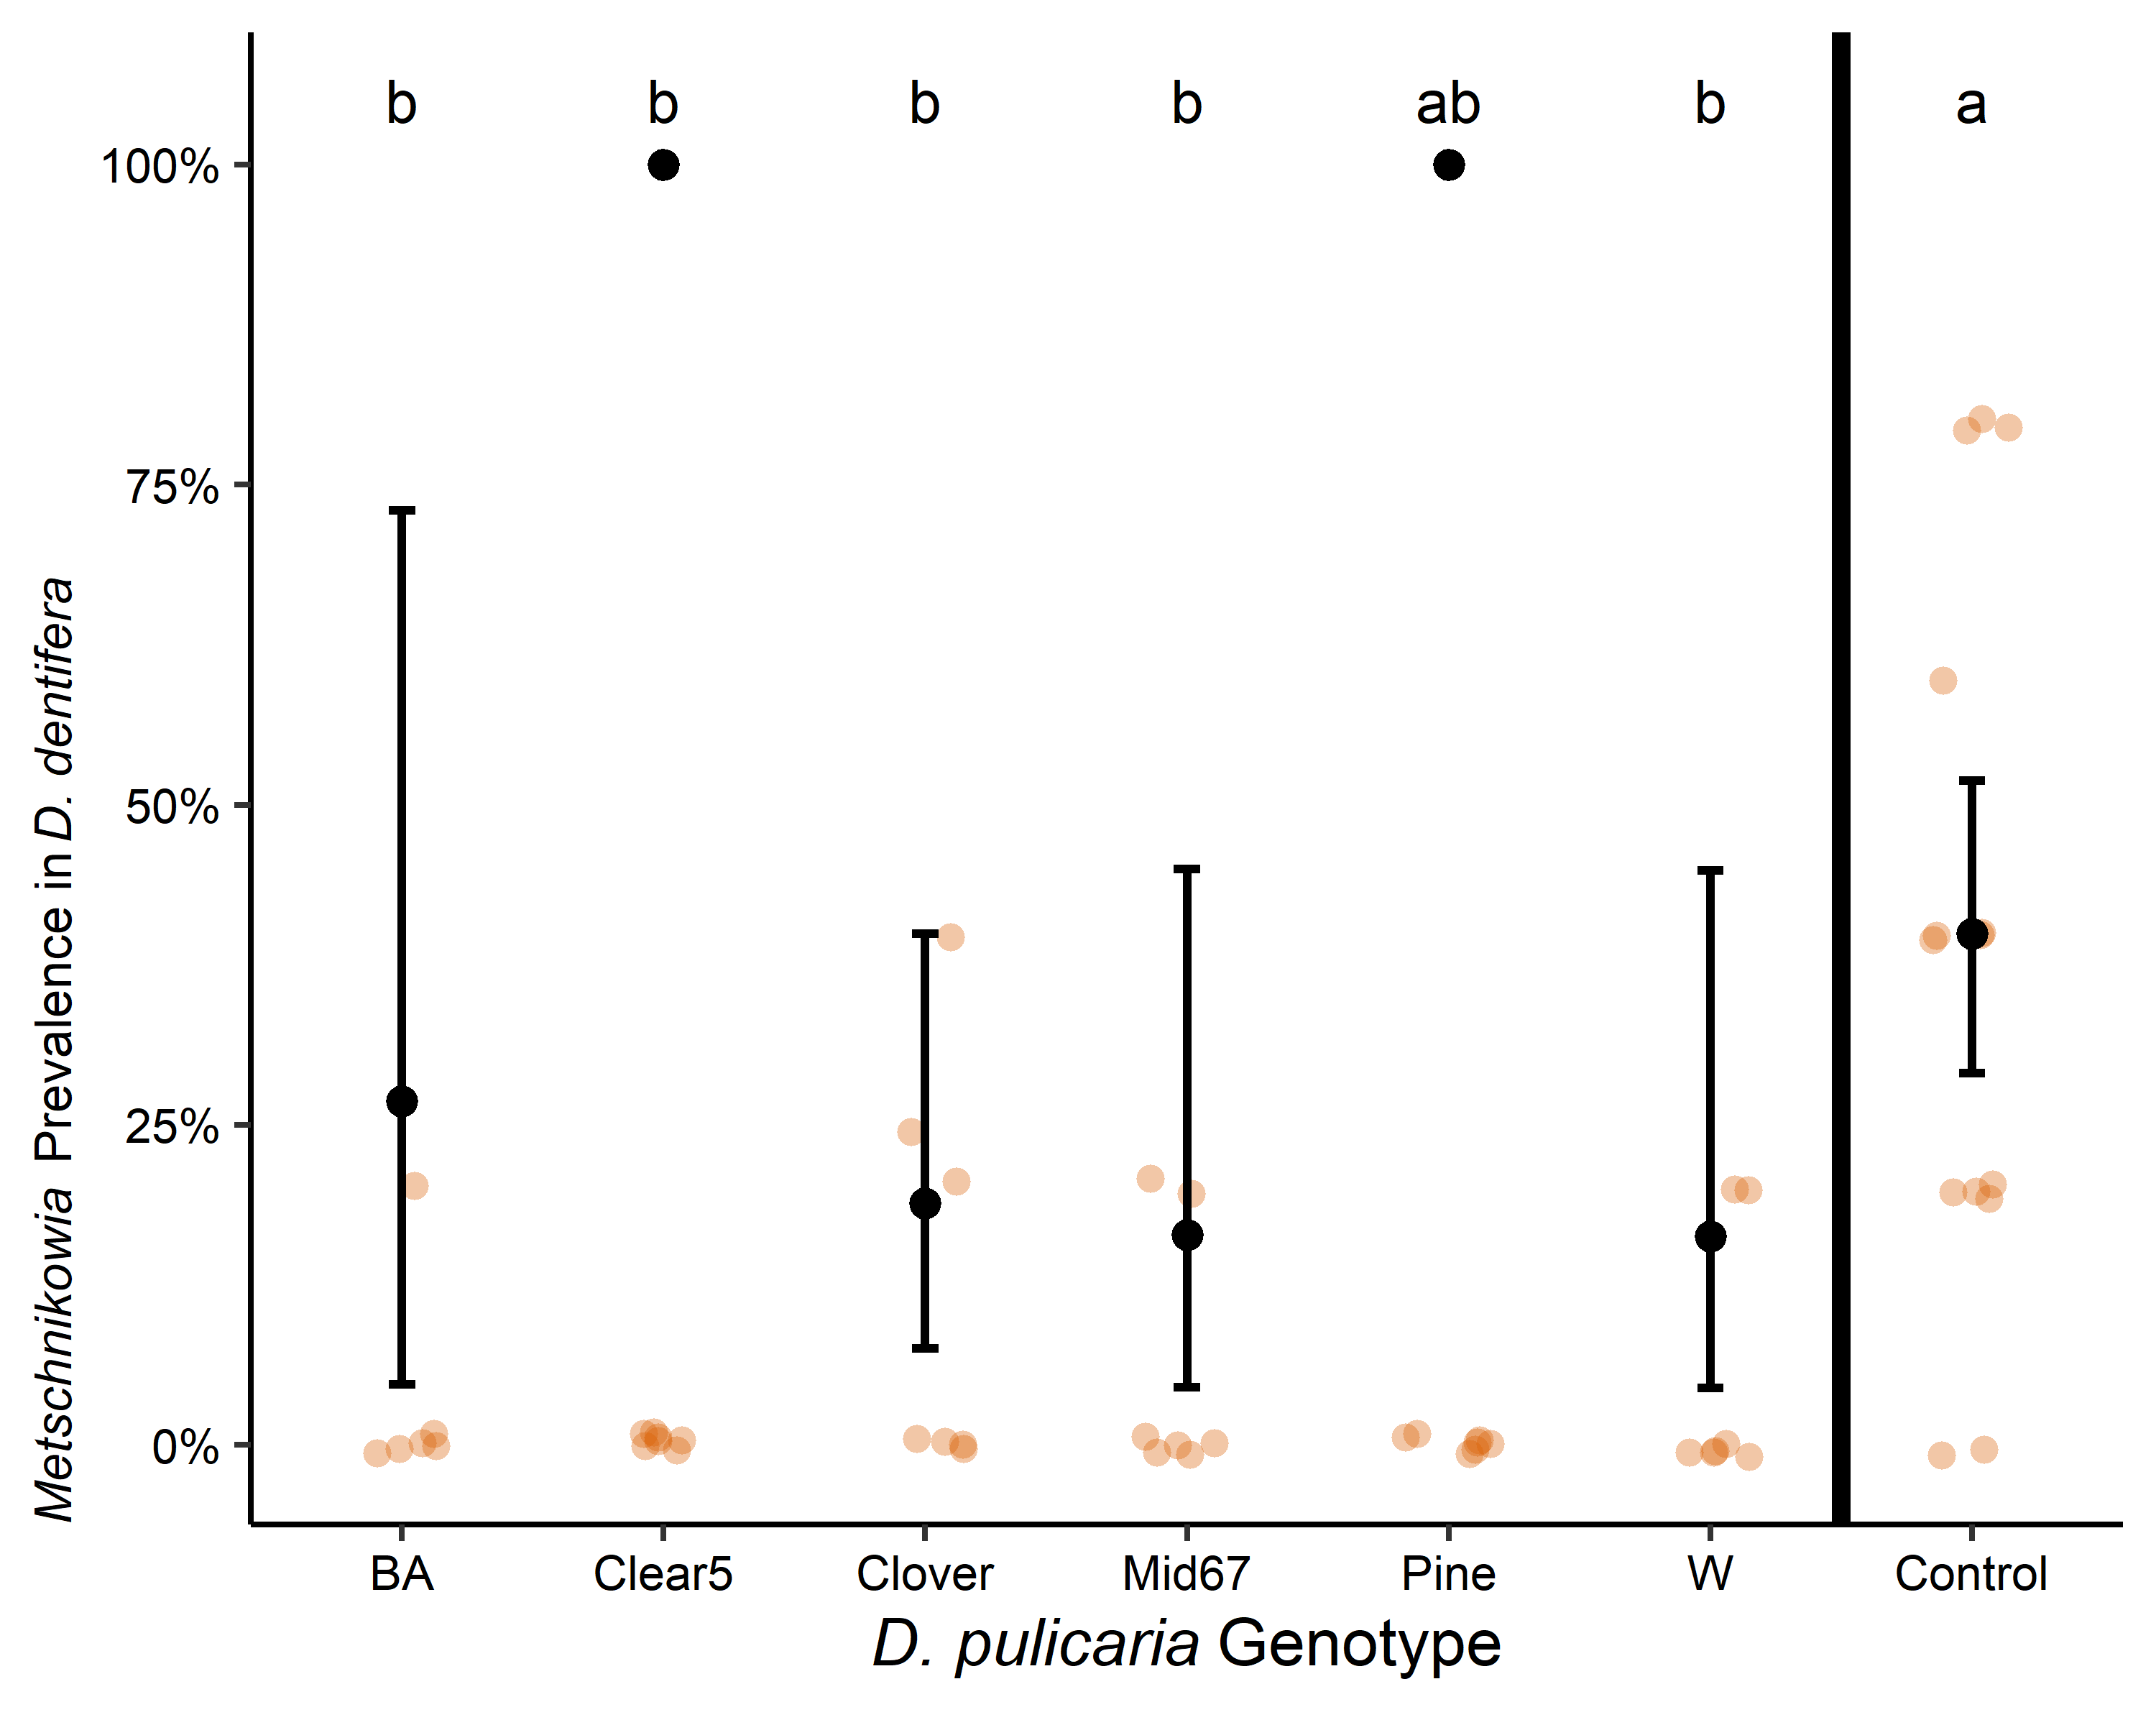 b b b b ab b a
100%
75%
50%
25%
0%
Metschnikowia Prevalence in D. dentifera
BA Clear5 Clover Mid67 Pine W Control
D. pulicaria Genotype